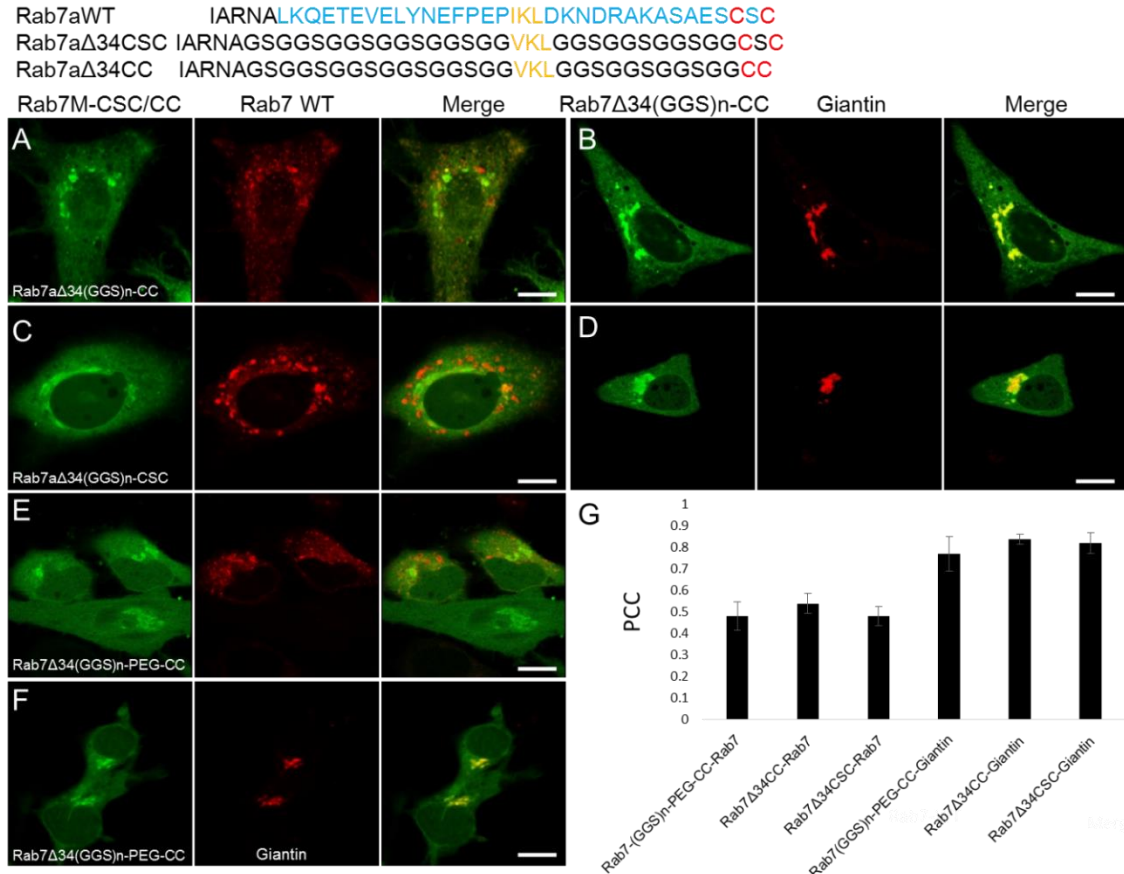 Rab7aWT IARNALKQETEVELYNEFPEPIKLDKNDRAKASAESCSC
Rab7aΔ34CSC IARNAGSGGSGGSGGSGGSGGVKLGGSGGSGGSGGCSC
Rab7aΔ34CC IARNAGSGGSGGSGGSGGSGGVKLGGSGGSGGSGGCC
Rab7M-CSC/CC Rab7 WT Merge Rab7Δ34(GGS)n-CC Giantin Merge
A B
Rab7aΔ34(GGS)n-CC
C D
Rab7aΔ34(GGS)n-CSC
E
Rab7Δ34(GGS)n-PEG-CC
F
Rab7Δ34(GGS)n-PEG-CC Giantin
G
PCC
1
0.9
0.8
0.7
0.6
0.5
0.4
0.3
0.2
0.1
0
Rab7-(GGS)n-PEG-CC-Rab7
Rab7Δ34CC-Rab7
Rab7Δ34CSC-Rab7
Rab7(GGS)n-PEG-CC-Giantin
Rab7Δ34CC-Giantin
Rab7Δ34CSC-Giantin